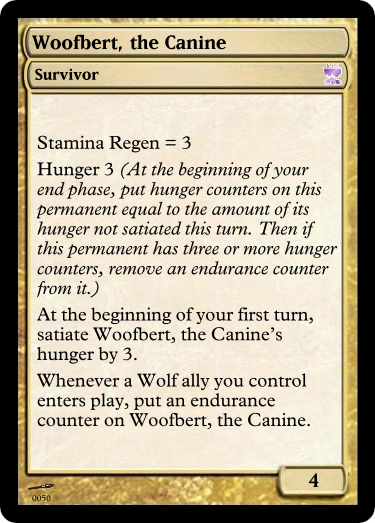 Woofbert, the Canine
Survivor
Stamina Regen = 3
Hunger 3 (At the beginning of your
end phase, put hunger counters on this
permanent equal to the amount of its
hunger not satiated this turn. Then if
this permanent has three or more hunger
counters, remove an endurance counter
from it.)
At the beginning of your first turn,
satiate Woofbert, the Canine's
hunger by 3.
Whenever a Wolf ally you control
enters play, put an endurance
counter on Woofbert, the Canine.
4
0050